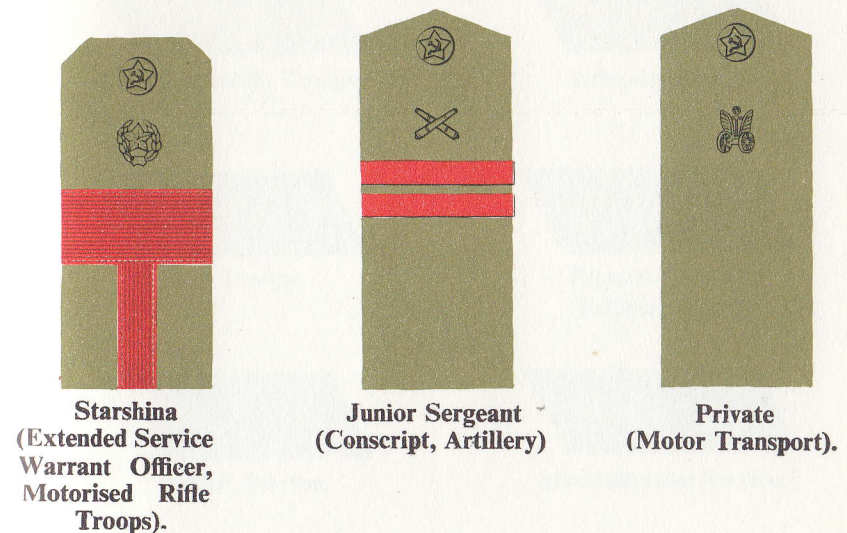 Starshina
(Extended Service
Warrant Officer,
Motorised Rifle
Troops).
Junior Sergeant
(Conscript, Artillery)
Private
(Motor Transport).